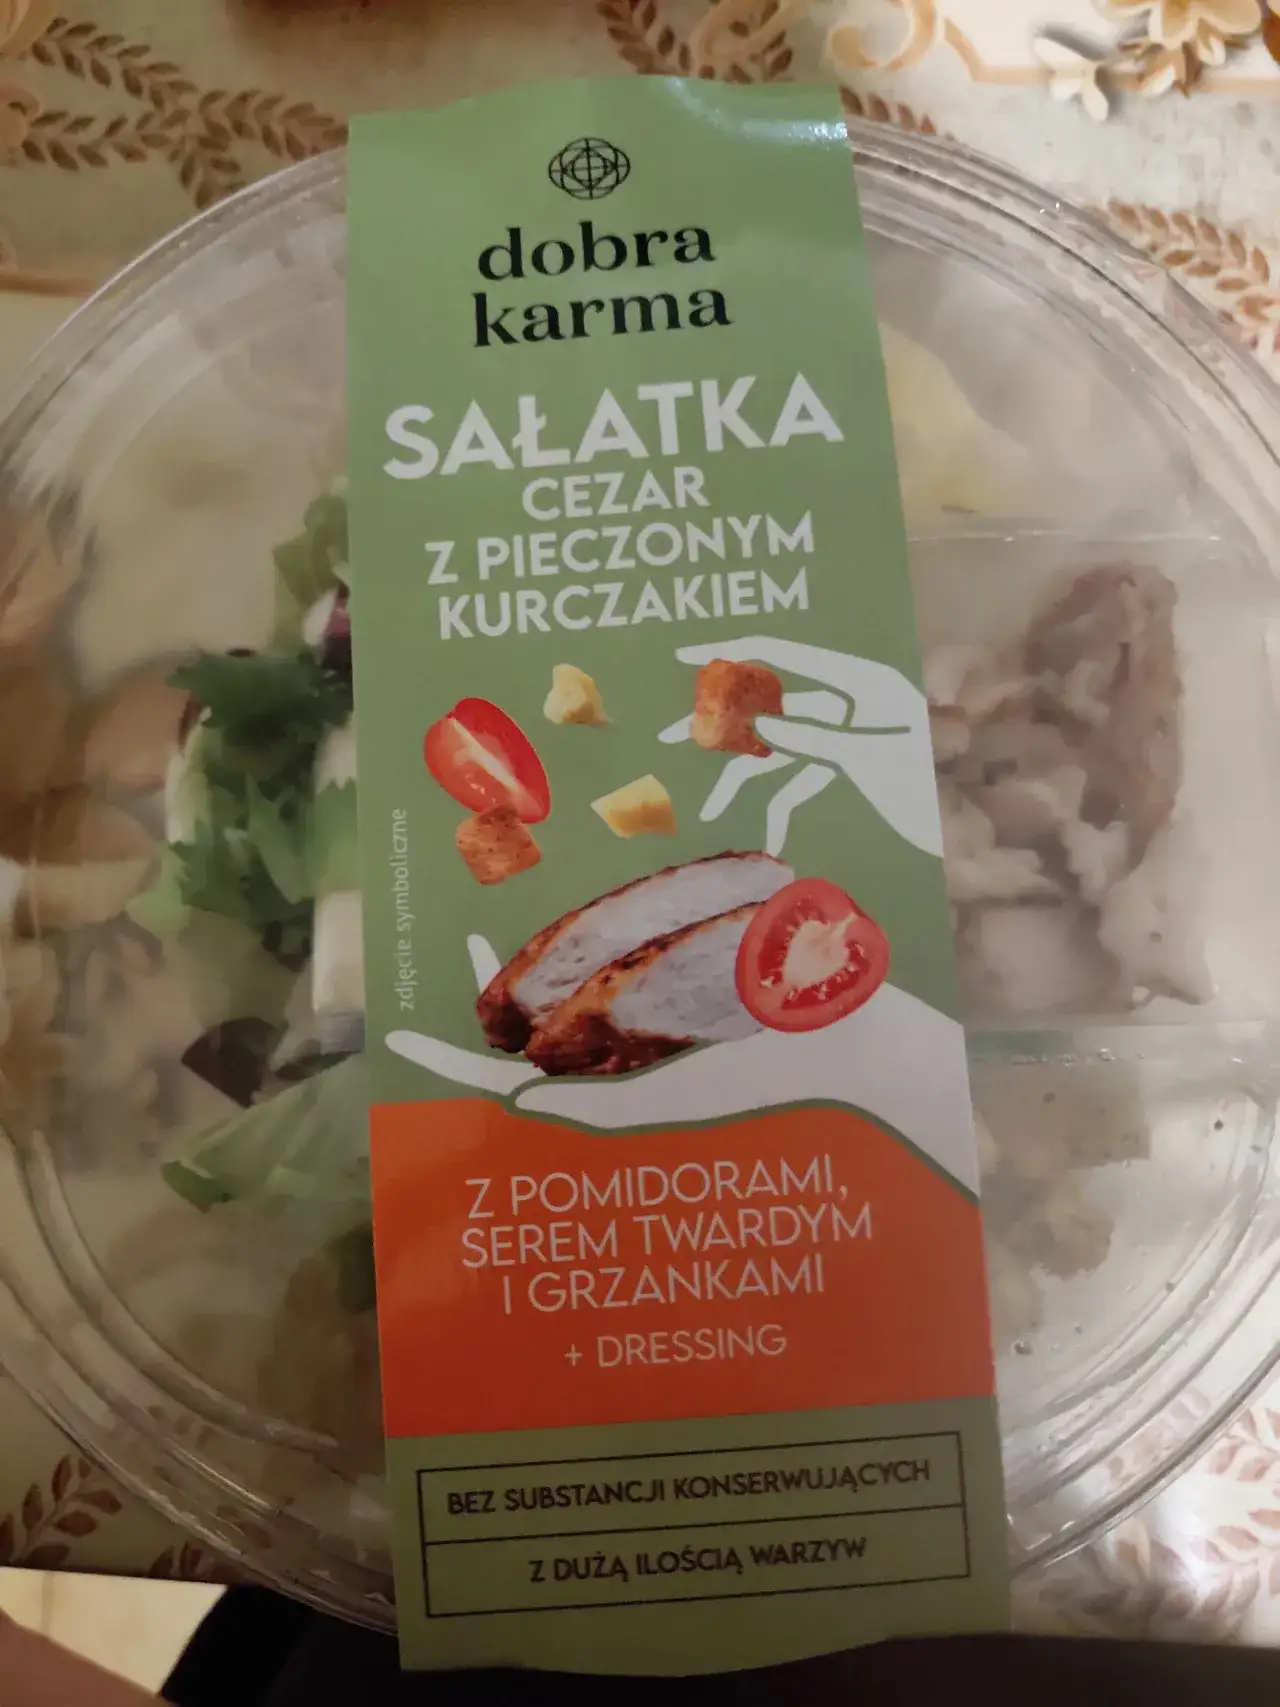 dobra
karma
SAŁATKA
CEZAR
Z PIECZONYM
KURCZAKIEM
zdjęcie symboliczne
Z POMIDORAMI,
SEREM TWARDYM
I GRZANKAMI
+ DRESSING
BEZ SUBSTANCJI KONSERWUJĄCYCH
Z DUŻĄ ILOŚCIĄ WARZYW